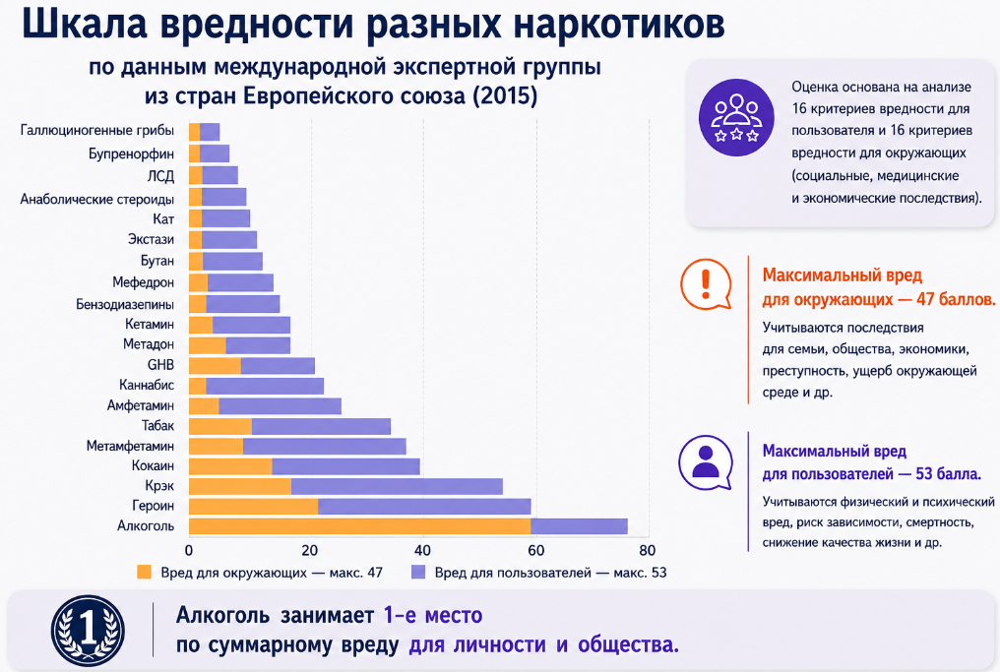 Шкала вредности разных наркотиков
по данным международной экспертной группы
из стран Европейского союза (2015)
Галлюциногенные грибы
Бупренорфин
ЛСД
Анаболические стероиды
Кат
Экстази
Бутан
Мефедрон
Бензодиазепины
Кетамин
Метадон
GHB
Каннабис
Амфетамин
Табак
Метамфетамин
Кокаин
Крэк
Героин
Алкоголь
0 20 40 60 80
Вред для окружающих — макс. 47
Вред для пользователей — макс. 53
Оценка основана на анализе
16 критериев вредности для
пользователя и 16 критериев
вредности для окружающих
(социальные, медицинские
и экономические последствия).
!
Максимальный вред
для окружающих — 47 баллов.
Учитываются последствия
для семьи, общества, экономики,
преступность, ущерб окружающей
среде и др.
Максимальный вред
для пользователей — 53 балла.
Учитываются физический и психический
вред, риск зависимости, смертность,
снижение качества жизни и др.
1
Алкоголь занимает 1-е место
по суммарному вреду для личности и общества.